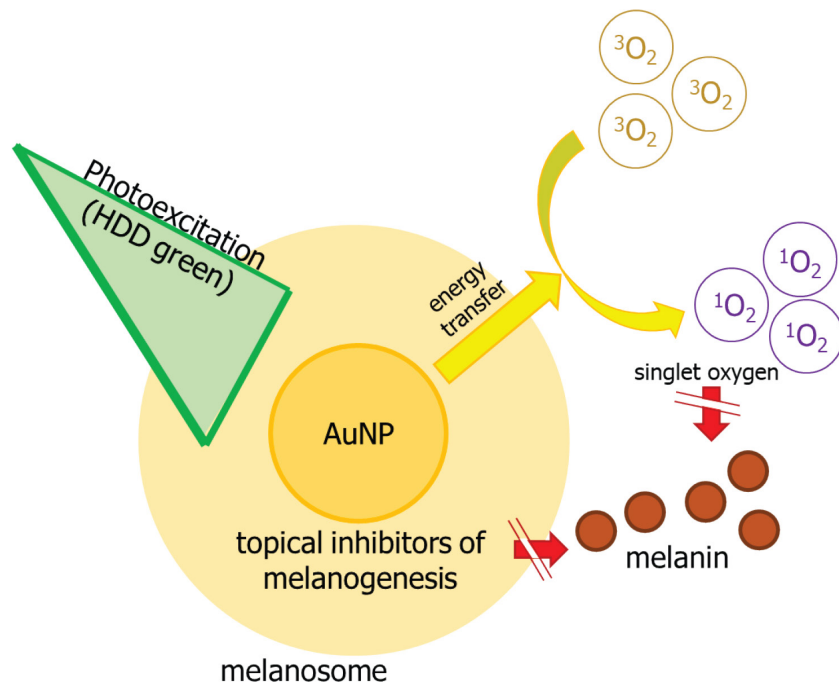 ³O₂
³O₂
³O₂
Photoexcitation
(HDD green)
energy
transfer
¹O₂
¹O₂
¹O₂
singlet oxygen
AuNP
topical inhibitors of
melanogenesis
melanin
melanosome